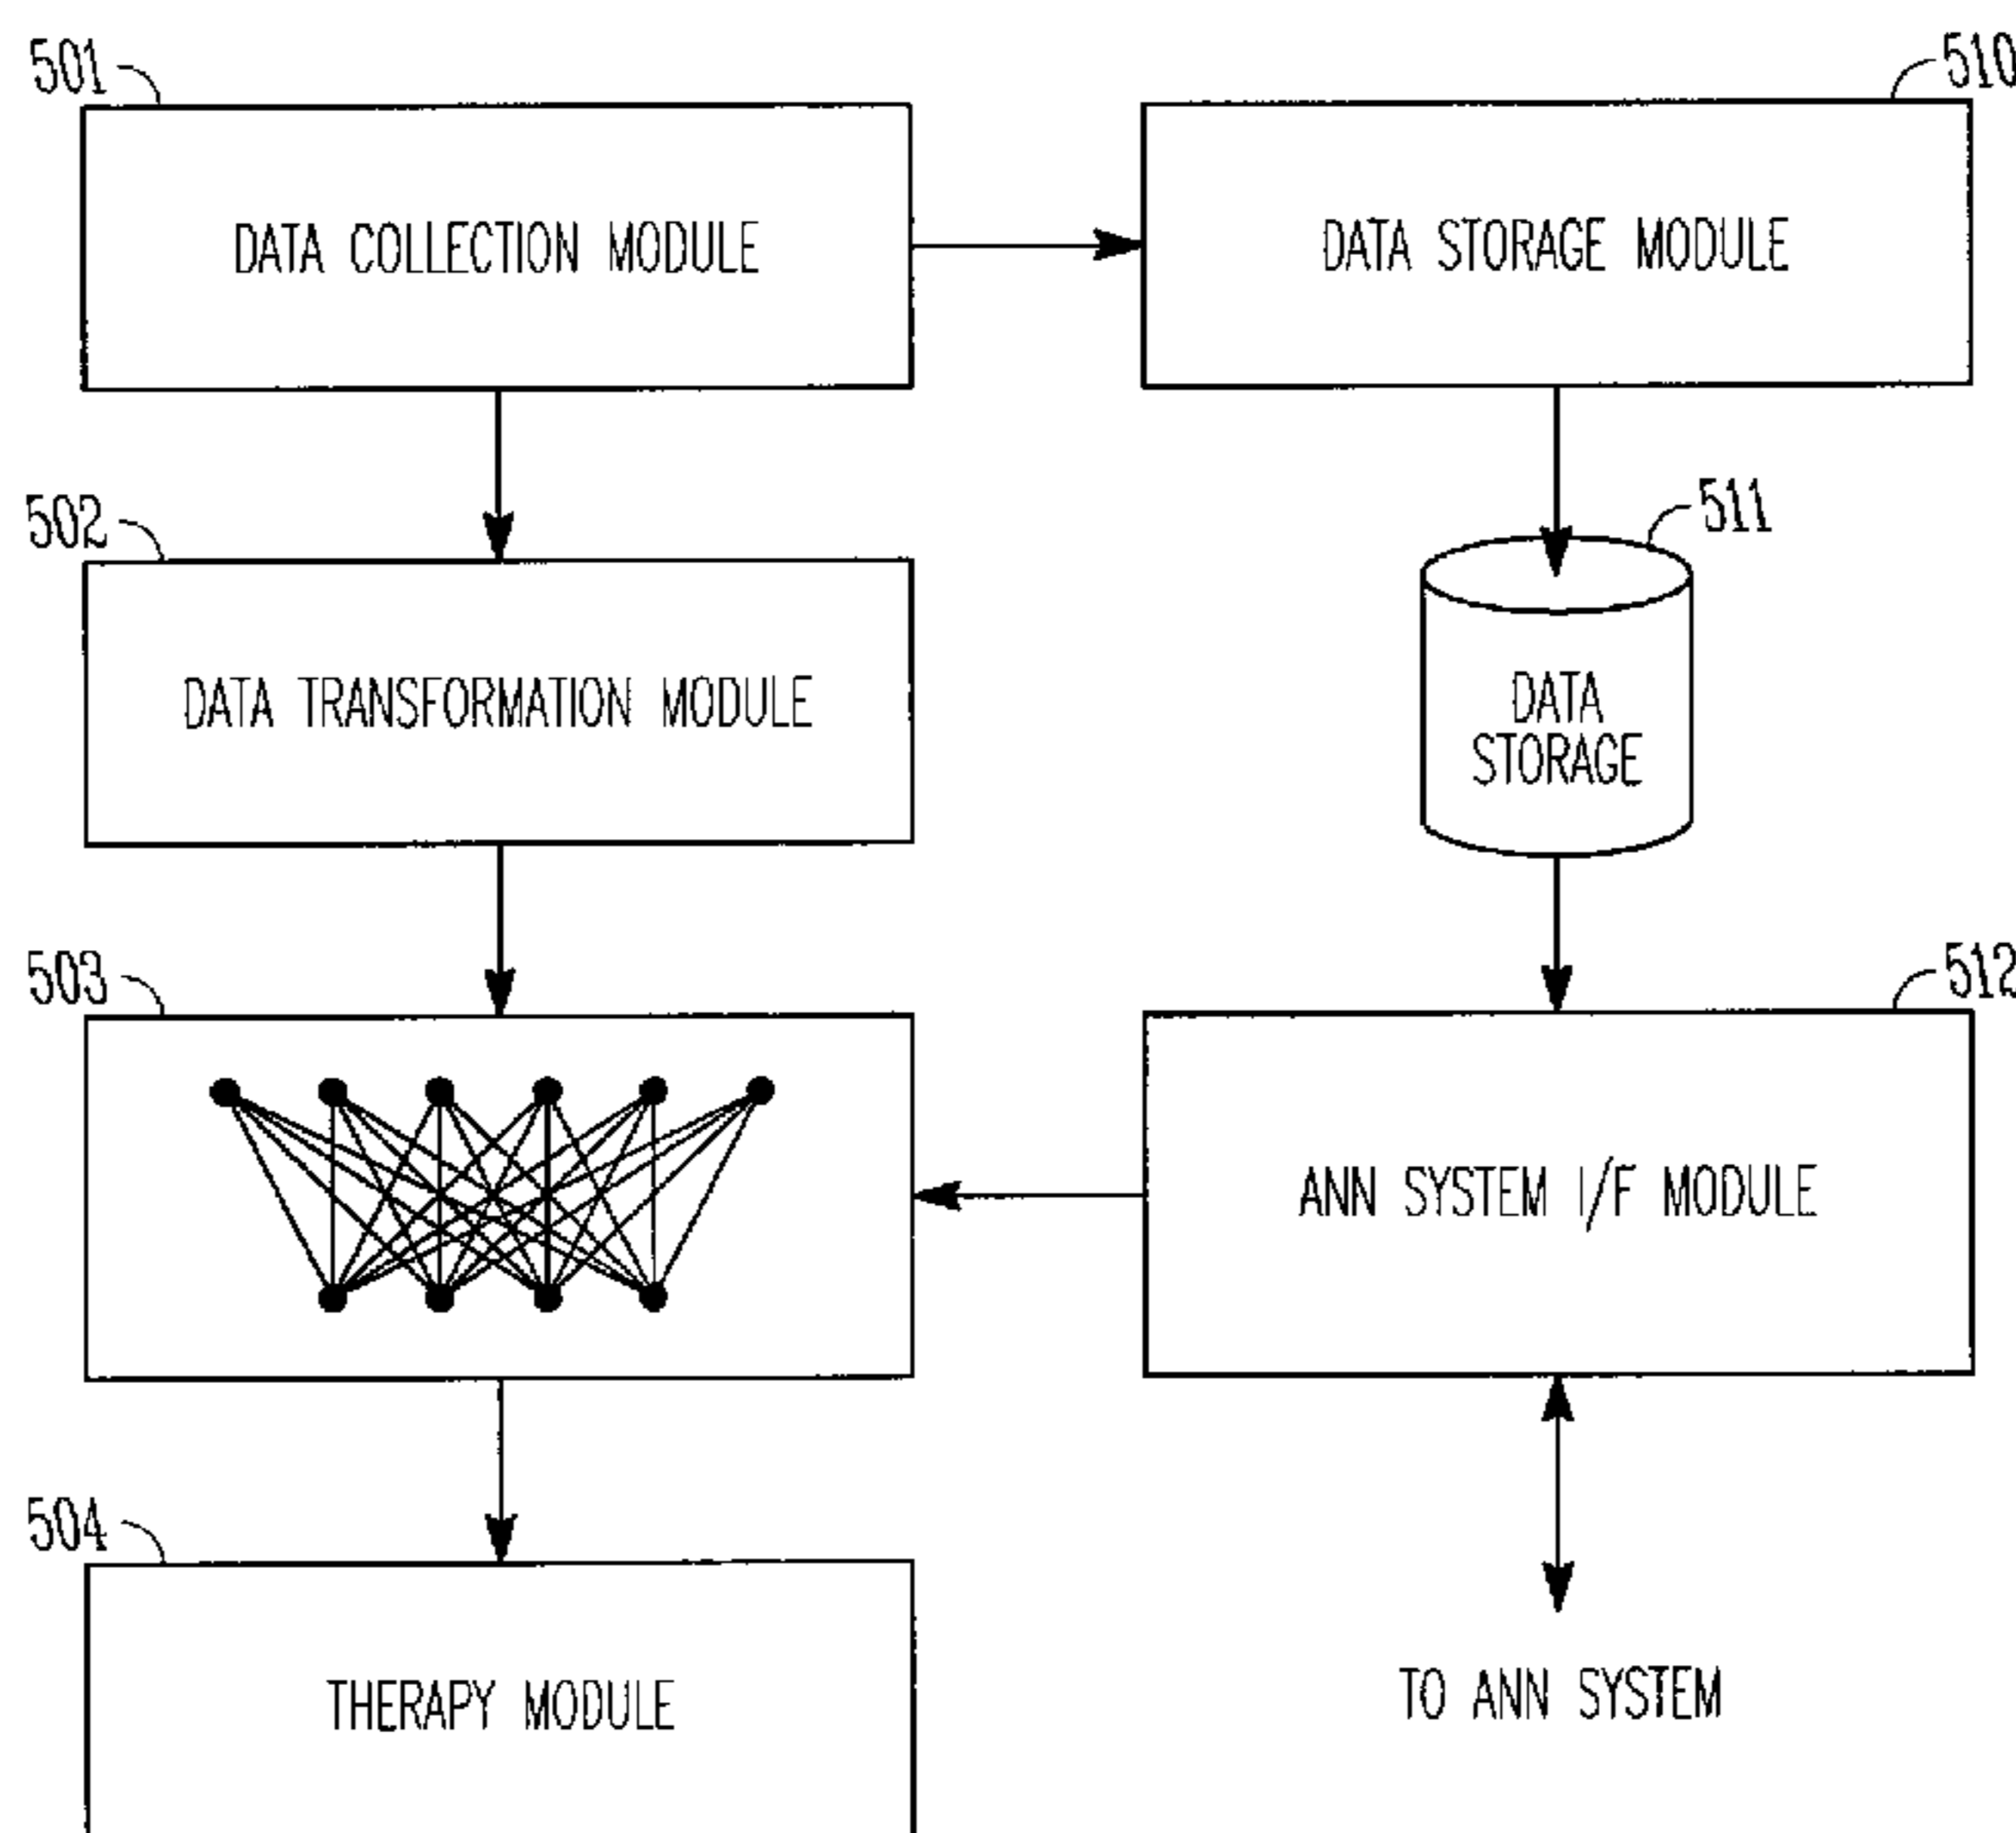 501
510
DATA COLLECTION MODULE
DATA STORAGE MODULE
502
511
DATA TRANSFORMATION MODULE
DATA
STORAGE
503
512
ANN SYSTEM I/F MODULE
504
THERAPY MODULE
TO ANN SYSTEM